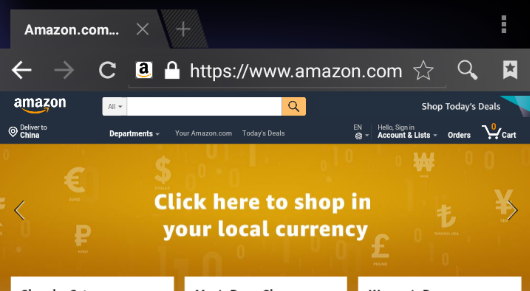 Amazon.com...
https://www.amazon.com
amazon
All
Shop Today's Deals
Deliver to
China
Departments
Your Amazon.com
Today's Deals
EN
Hello, Sign in
Account & Lists
Orders
0
Cart
Click here to shop in
your local currency